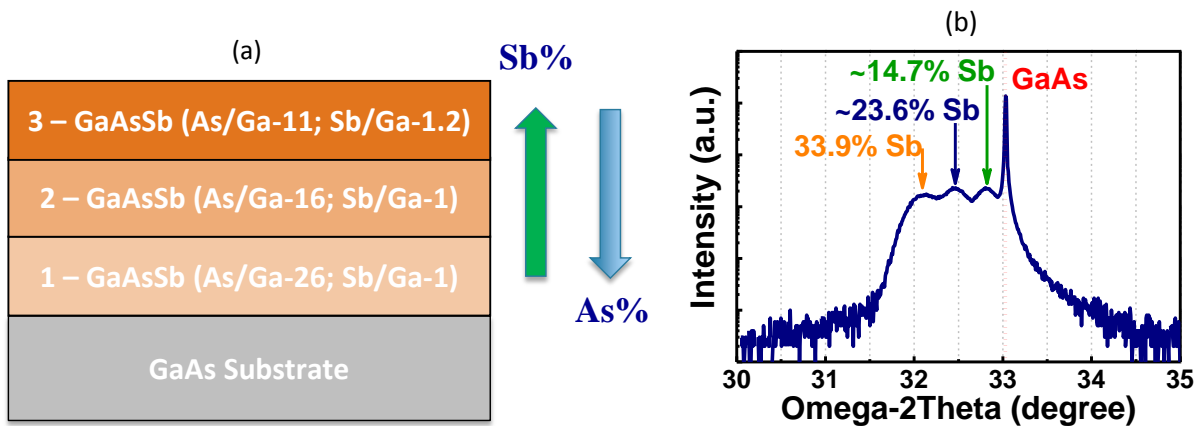 (a)
Sb%
3 – GaAsSb (As/Ga-11; Sb/Ga-1.2)
2 – GaAsSb (As/Ga-16; Sb/Ga-1)
1 – GaAsSb (As/Ga-26; Sb/Ga-1)
As%
GaAs Substrate
(b)
~14.7% Sb
GaAs
~23.6% Sb
33.9% Sb
Intensity (a.u.)
30 31 32 33 34 35
Omega-2Theta (degree)